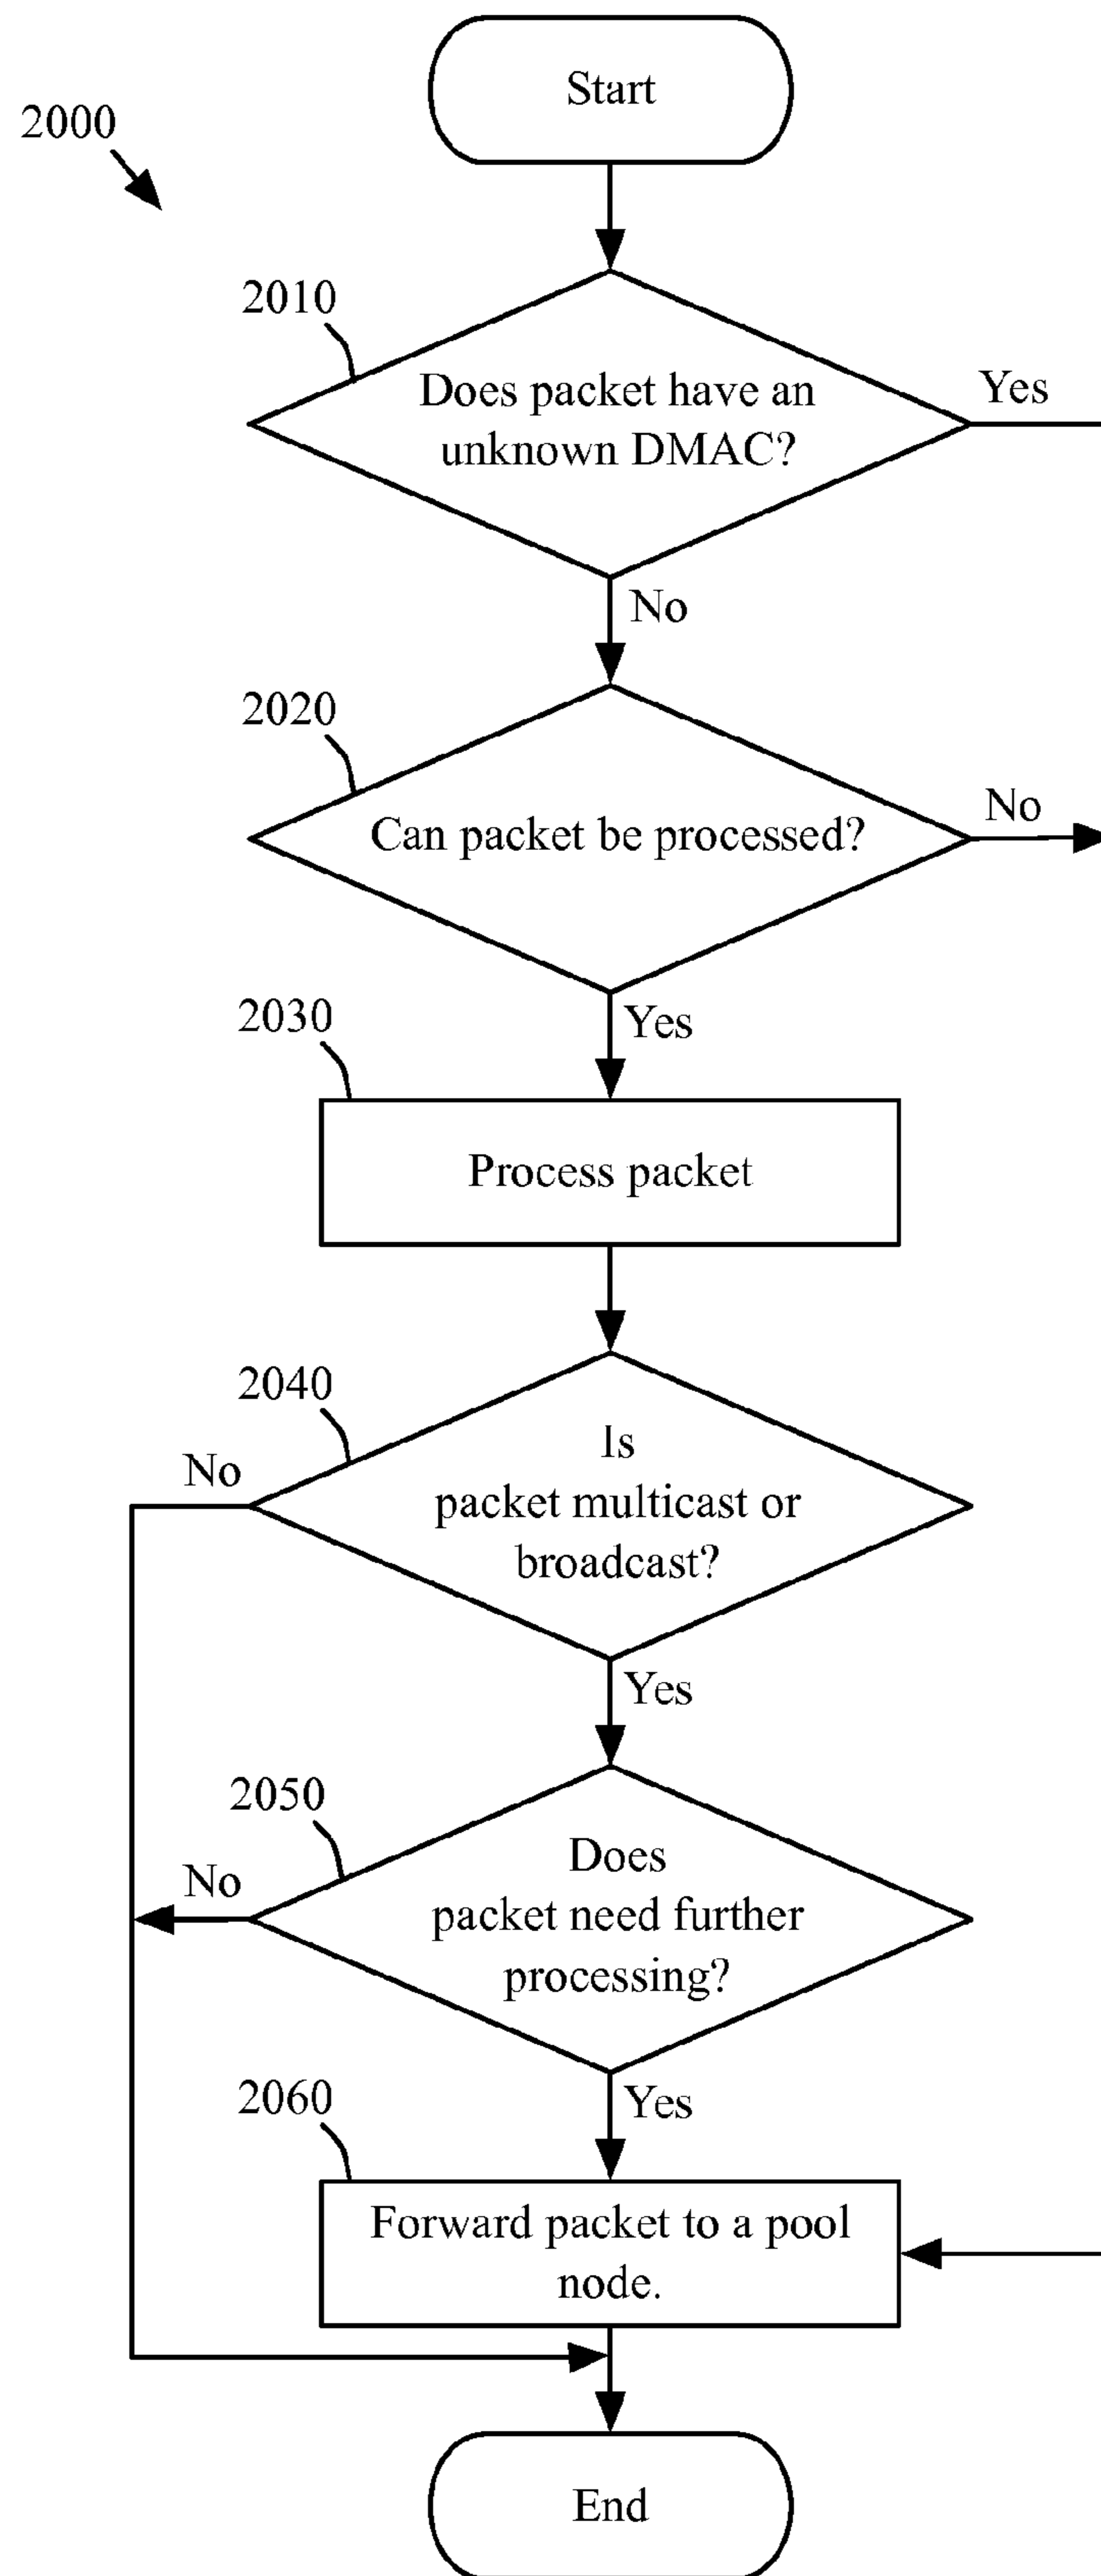 Start
2000
2010
Does packet have an
unknown DMAC?
Yes
No
2020
Can packet be processed?
No
Yes
2030
Process packet
2040
Is
packet multicast or
broadcast?
No
Yes
2050
Does
packet need further
processing?
No
Yes
2060
Forward packet to a pool
node.
End